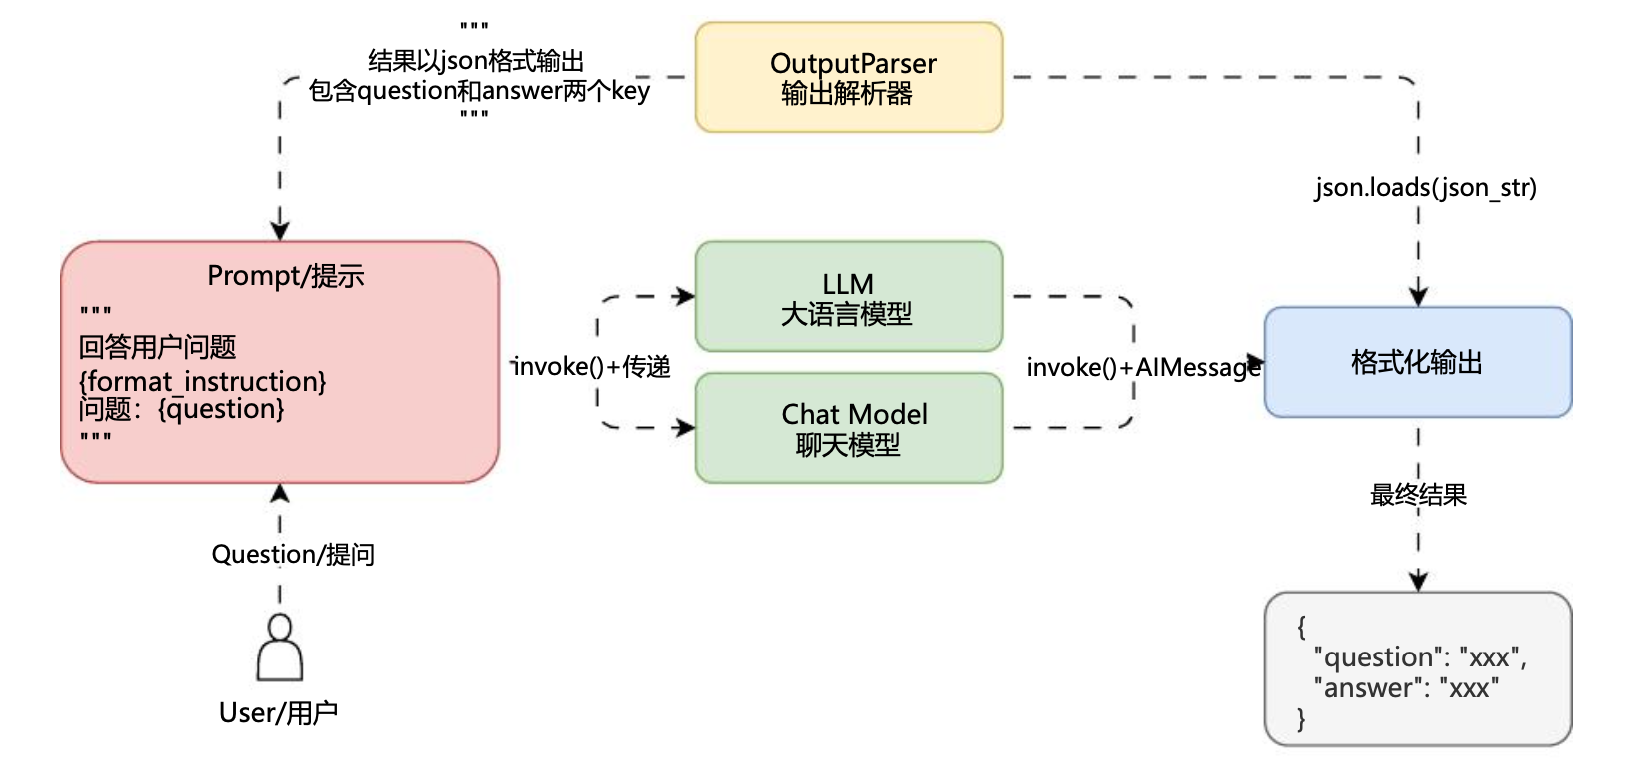 """
结果以json格式输出
包含question和answer两个key
"""
OutputParser
输出解析器
json.loads(json_str)
Prompt/提示
"""
回答用户问题
{format_instruction}
问题：{question}
"""
invoke()+传递
LLM
大语言模型
Chat Model
聊天模型
invoke()+AIMessage
格式化输出
最终结果
Question/提问
User/用户
{
"question": "xxx",
"answer": "xxx"
}